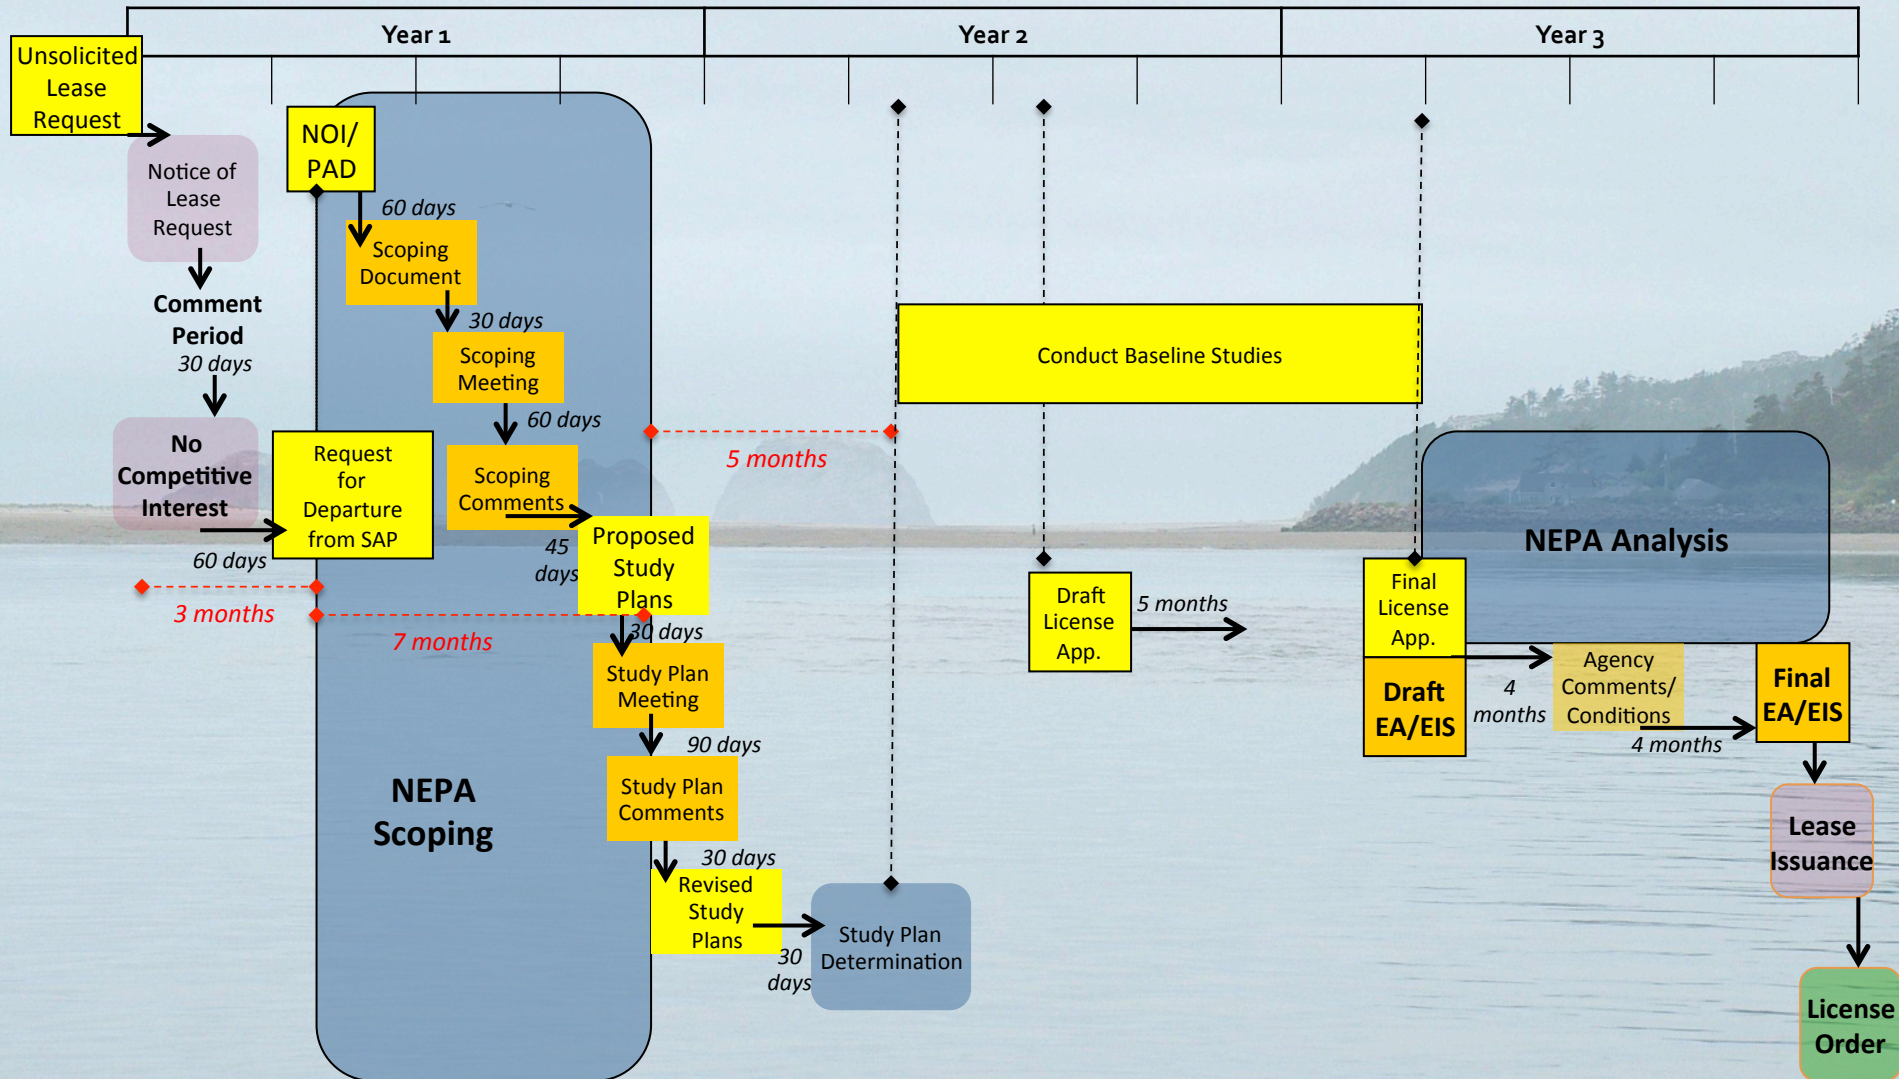 Year 1
Year 2
Year 3
Unsolicited
Lease
Request
Notice of
Lease
Request
Comment
Period
30 days
No
Competitive
Interest
60 days
Request
for
Departure
from SAP
3 months
NOI/
PAD
60 days
Scoping
Document
30 days
Scoping
Meeting
60 days
Scoping
Comments
45
days
Proposed
Study
Plans
7 months
30 days
Study Plan
Meeting
90 days
Study Plan
Comments
30 days
Revised
Study
Plans
30
days
Study Plan
Determination
NEPA
Scoping
5 months
Conduct Baseline Studies
Draft
License
App.
5 months
Final
License
App.
Draft
EA/EIS
NEPA Analysis
4
months
Agency
Comments/
Conditions
4 months
Final
EA/EIS
Lease
Issuance
License
Order